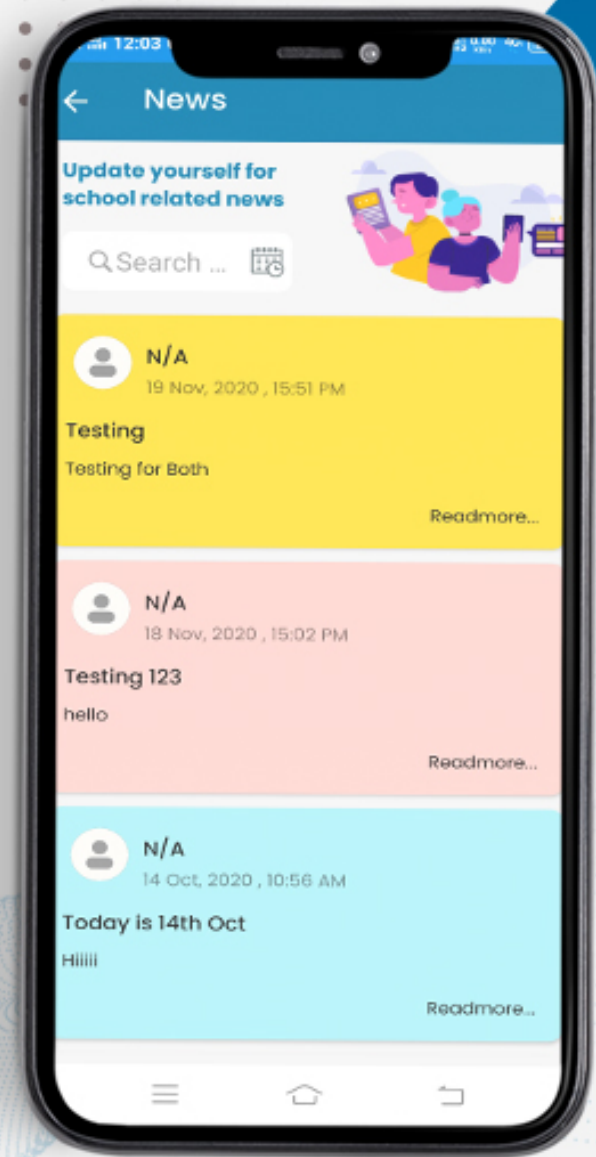 12:03
News
Update yourself for
school related news
Search ...
N/A
19 Nov, 2020 , 15:51 PM
Testing
Testing for Both
Readmore...
N/A
18 Nov, 2020 , 15:02 PM
Testing 123
hello
Readmore...
N/A
14 Oct, 2020 , 10:56 AM
Today is 14th Oct
Hiiiii
Readmore...